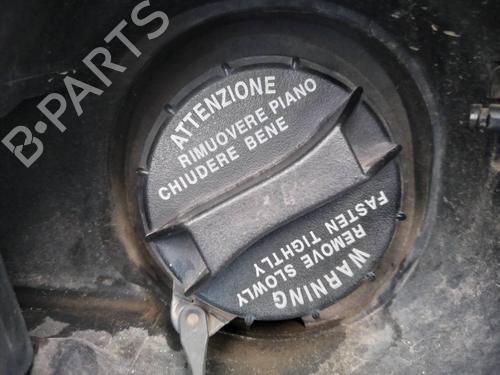 B-PARTS
ATTENZIONE
RIMUOVERE PIANO
CHIUDERE BENE
WARNING
REMOVE SLOWLY
FASTEN TIGHTLY